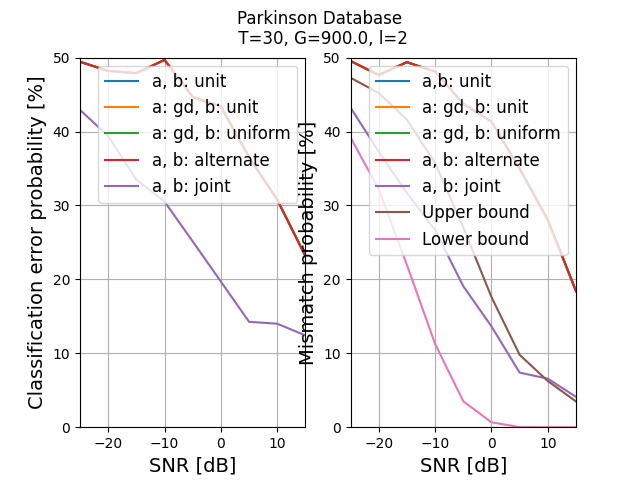 Parkinson Database
T=30, G=900.0, l=2
Classification error probability [%]
50
40
30
20
10
0
a, b: unit
a: gd, b: unit
a: gd, b: uniform
a, b: alternate
a, b: joint
−20
−10
0
10
SNR [dB]
Mismatch probability [%]
50
40
30
20
10
0
a,b: unit
a: gd, b: unit
a: gd, b: uniform
a, b: alternate
a, b: joint
Upper bound
Lower bound
−20
−10
0
10
SNR [dB]